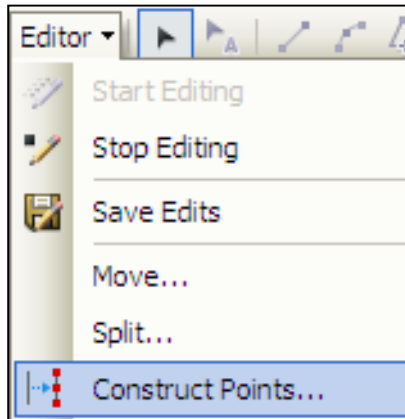 Editor
Start Editing
Stop Editing
Save Edits
Move...
Split...
Construct Points...